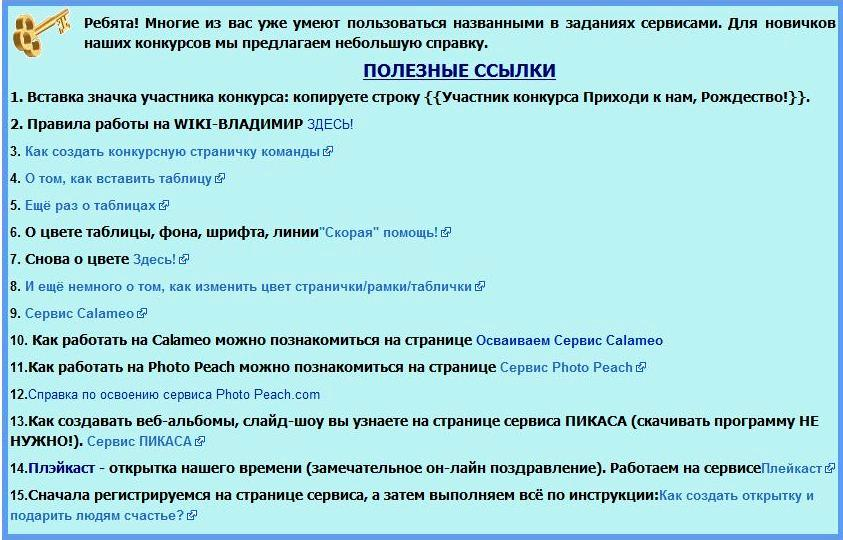 Ребята! Многие из вас уже умеют пользоваться названными в заданиях сервисами. Для новичков
наших конкурсов мы предлагаем небольшую справку.
ПОЛЕЗНЫЕ ССЫЛКИ
1. Вставка значка участника конкурса: копируете строку {{Участник конкурса Приходи к нам, Рождество!}}.
2. Правила работы на WIKI-ВЛАДИМИР ЗДЕСЬ!
3. Как создать конкурсную страничку команды
4. О том, как вставить таблицу
5. Ещё раз о таблицах
6. О цвете таблицы, фона, шрифта, линии"Скорая" помощь!
7. Снова о цвете Здесь!
8. И ещё немного о том, как изменить цвет странички/рамки/таблички
9. Сервис Calameo
10. Как работать на Calameo можно познакомиться на странице Осваиваем Сервис Calameo
11.Как работать на Photo Peach можно познакомиться на странице Сервис Photo Peach
12.Справка по освоению сервиса Photo Peach.com
13.Как создавать веб-альбомы, слайд-шоу вы узнаете на странице сервиса ПИКАСА (скачивать программу НЕ
НУЖНО!). Сервис ПИКАСА
14.Плэйкаст - открытка нашего времени (замечательное он-лайн поздравление). Работаем на сервисеПлейкаст
15.Сначала регистрируемся на странице сервиса, а затем выполняем всё по инструкции:Как создать открытку и
подарить людям счастье?